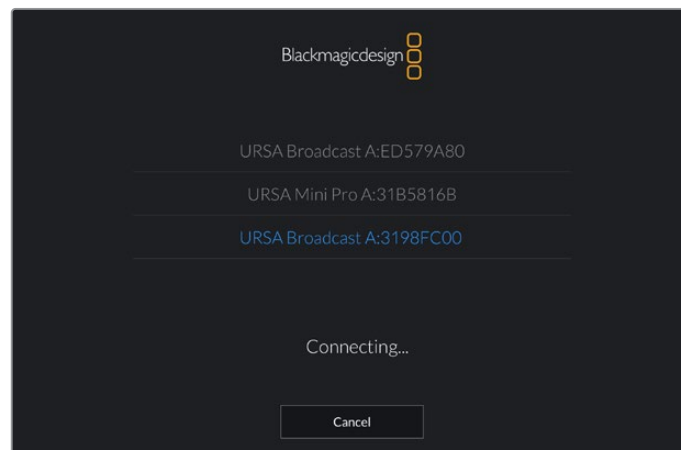 Blackmagicdesign
URSA Broadcast A:ED579A80
URSA Mini Pro A:31B5816B
URSA Broadcast A:3198FC00
Connecting...
Cancel